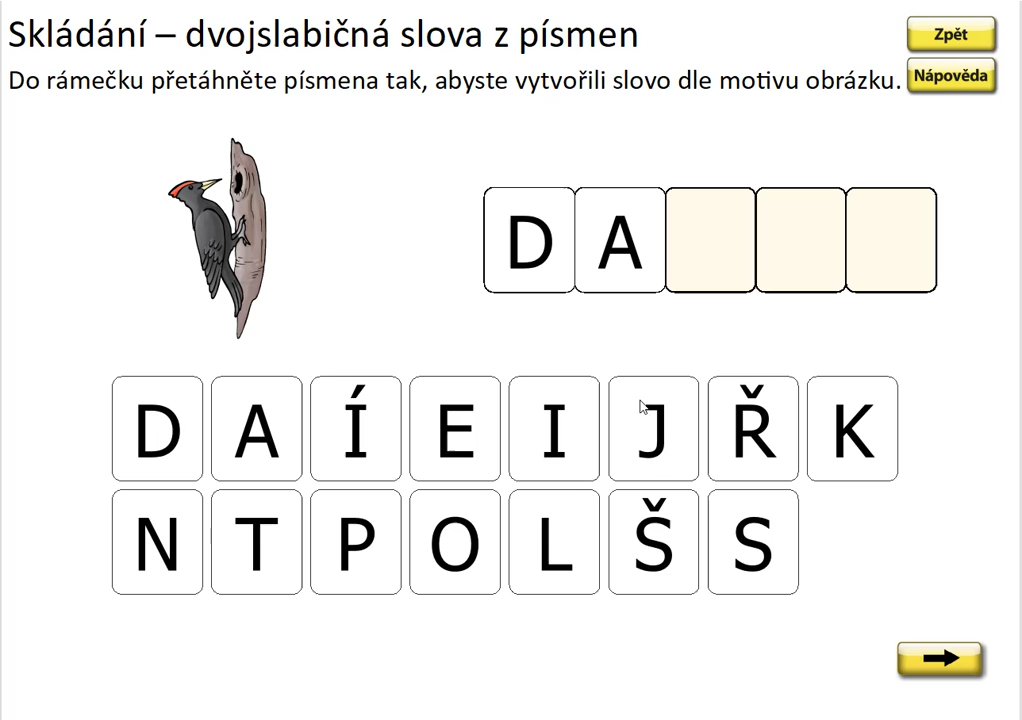 Skládání – dvojslabičná slova z písmen
Zpět
Do rámečku přetáhněte písmena tak, abyste vytvořili slovo dle motivu obrázku.
Nápověda
D A
D A Í E I J Ř K
N T P O L Š S